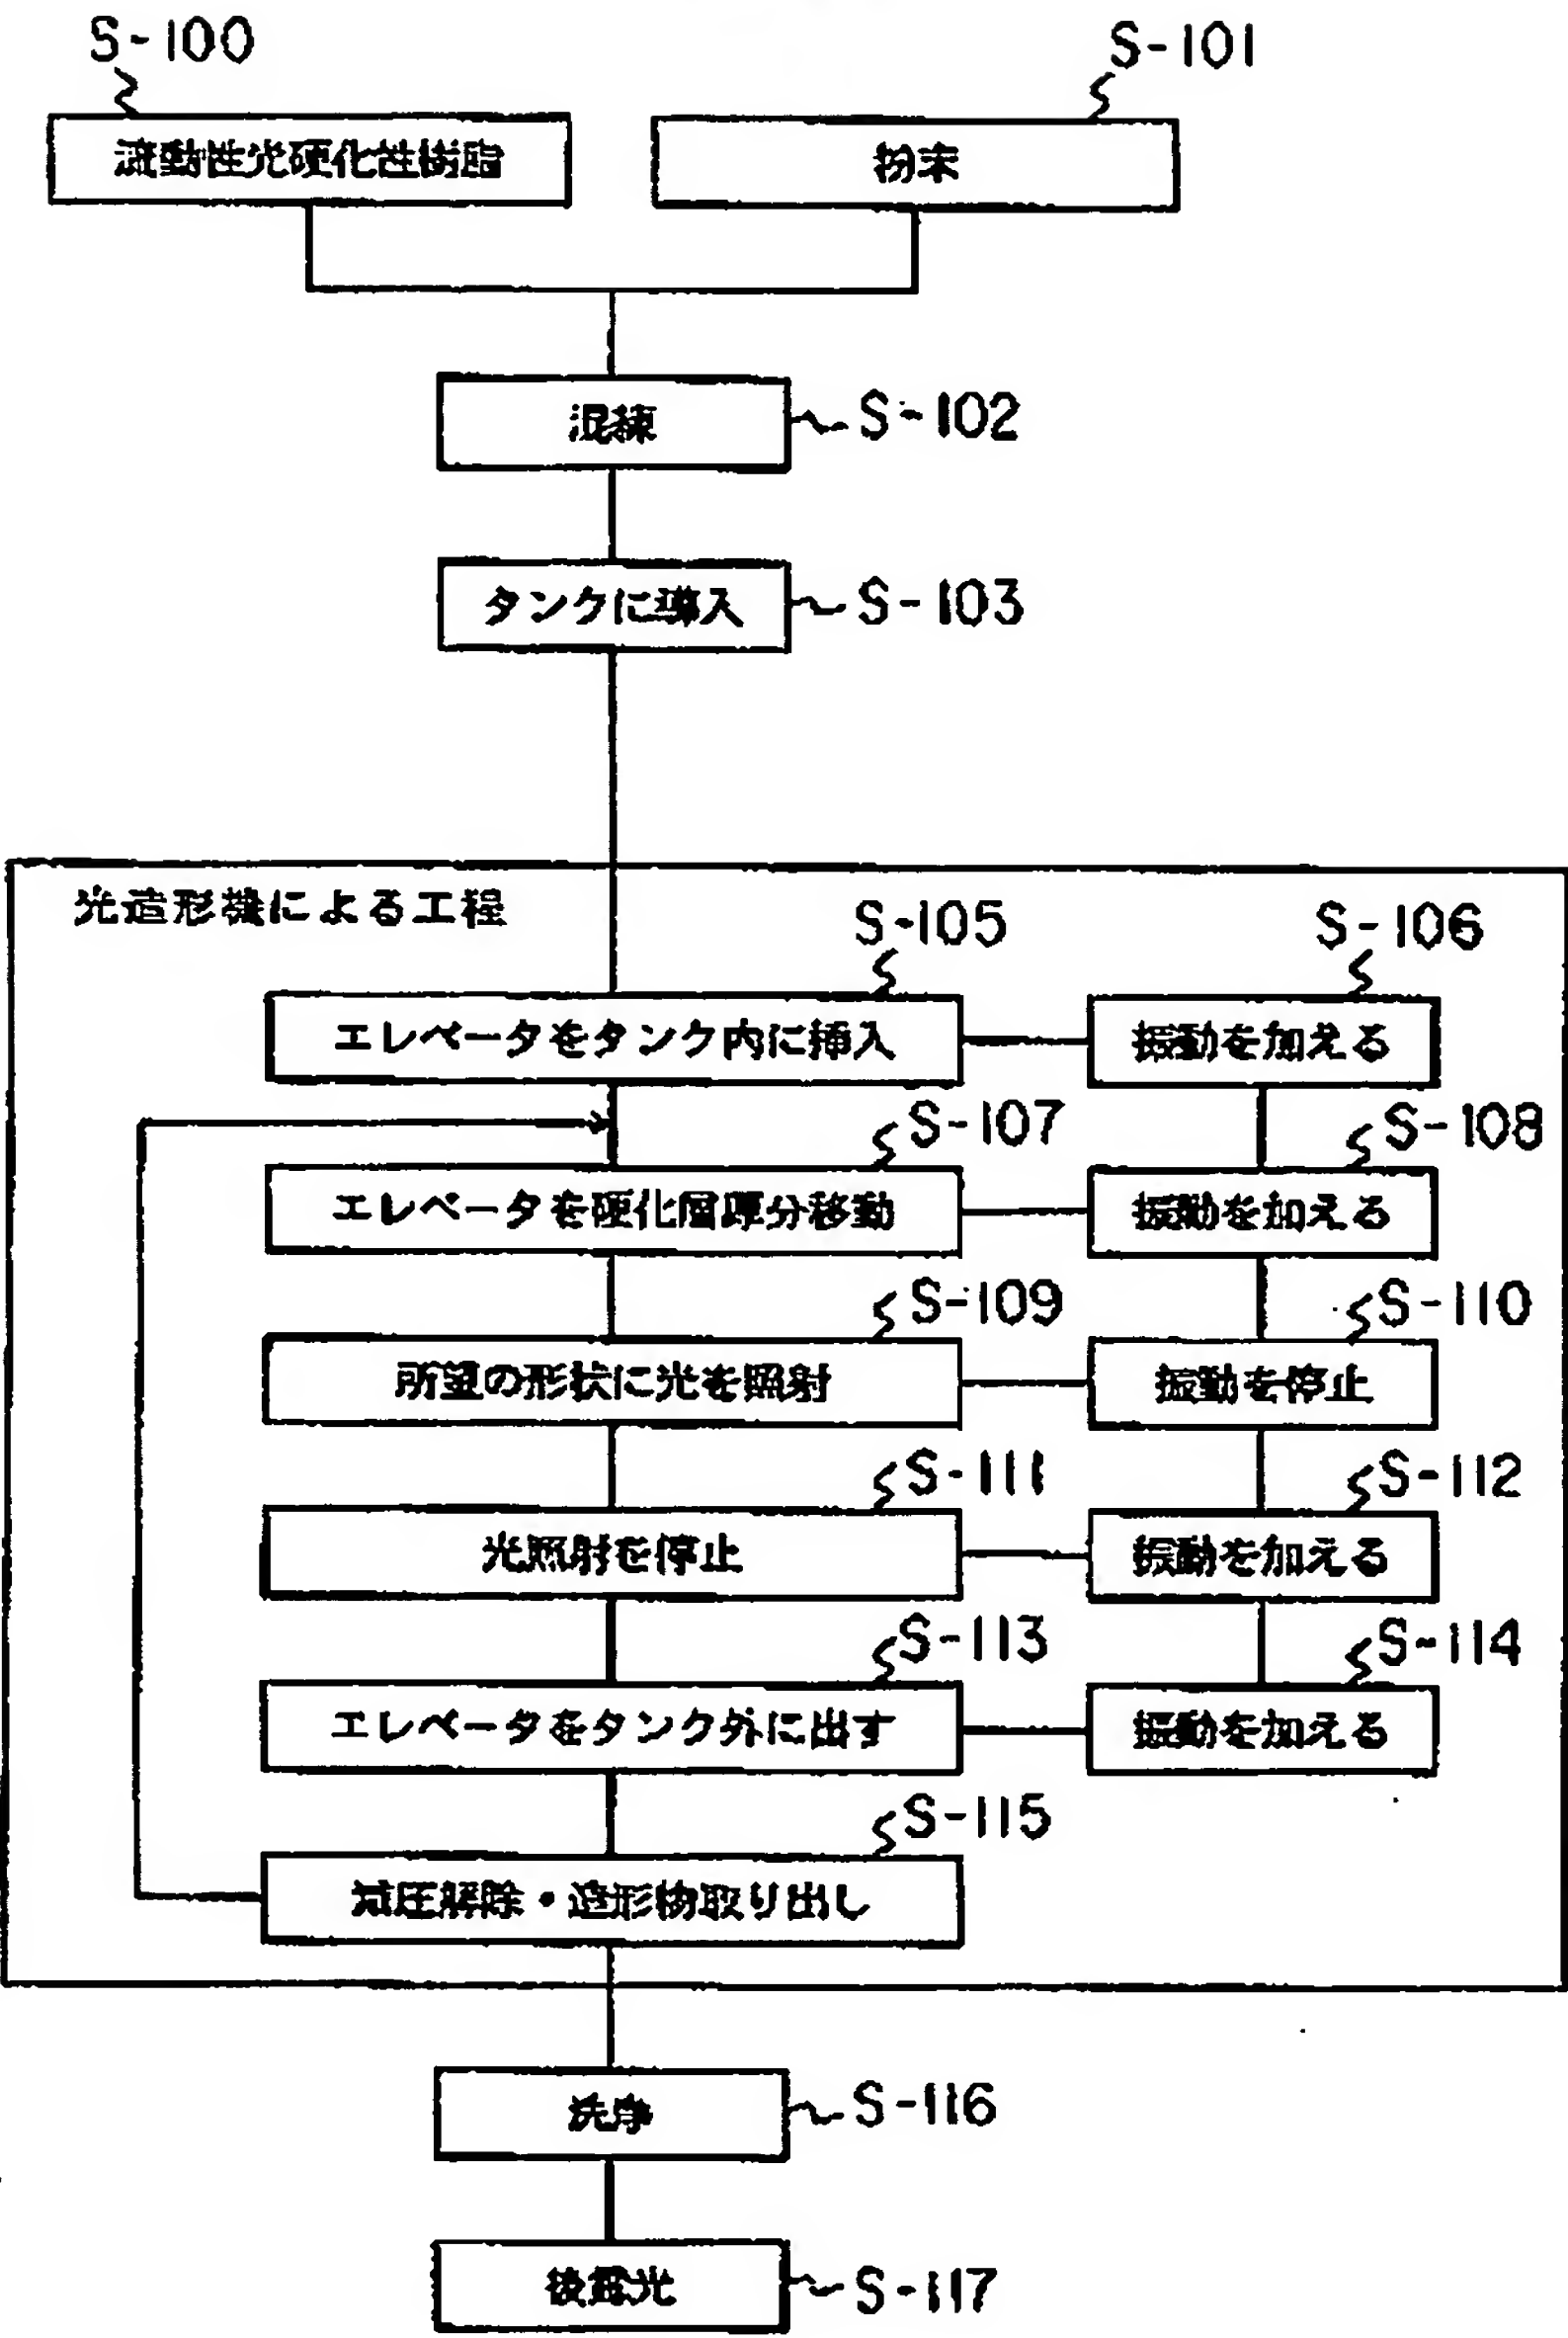 S-100
S-101
流動性光硬化性樹脂
粉末
混練
S-102
タンクに導入
S-103
光造形機による工程
S-105
S-106
エレベータをタンク内に挿入
振動を加える
S-107
S-108
エレベータを硬化層厚分移動
振動を加える
S-109
S-110
所望の形状に光を照射
振動を停止
S-111
S-112
光照射を停止
振動を加える
S-113
S-114
エレベータをタンク外に出す
振動を加える
S-115
減圧解除・造形物取り出し
洗浄
S-116
後露光
S-117